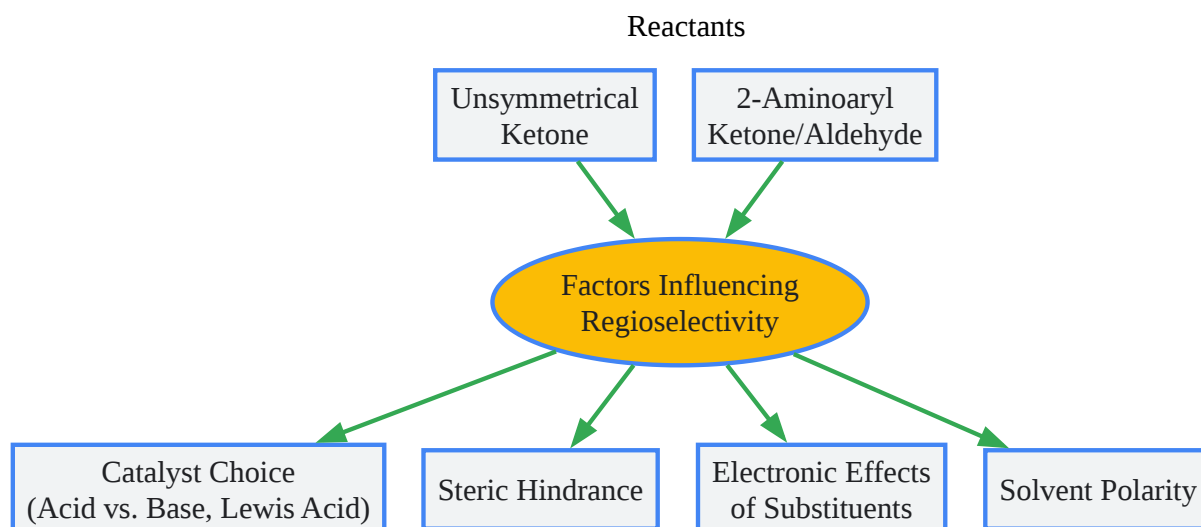 Reactants
Unsymmetrical
Ketone
2-Aminoaryl
Ketone/Aldehyde
Factors Influencing
Regioselectivity
Catalyst Choice
(Acid vs. Base, Lewis Acid)
Steric Hindrance
Electronic Effects
of Substituents
Solvent Polarity